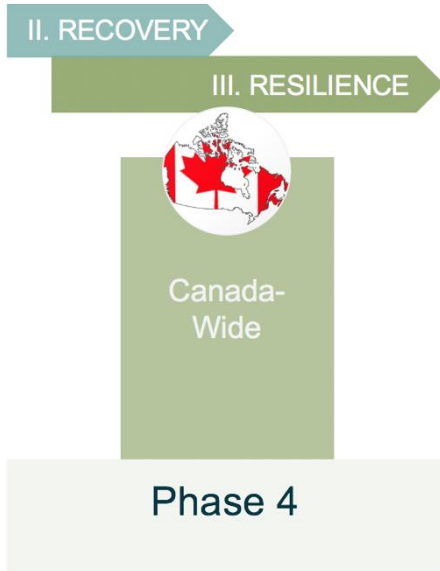 II. RECOVERY
III. RESILIENCE
Canada-
Wide
Phase 4